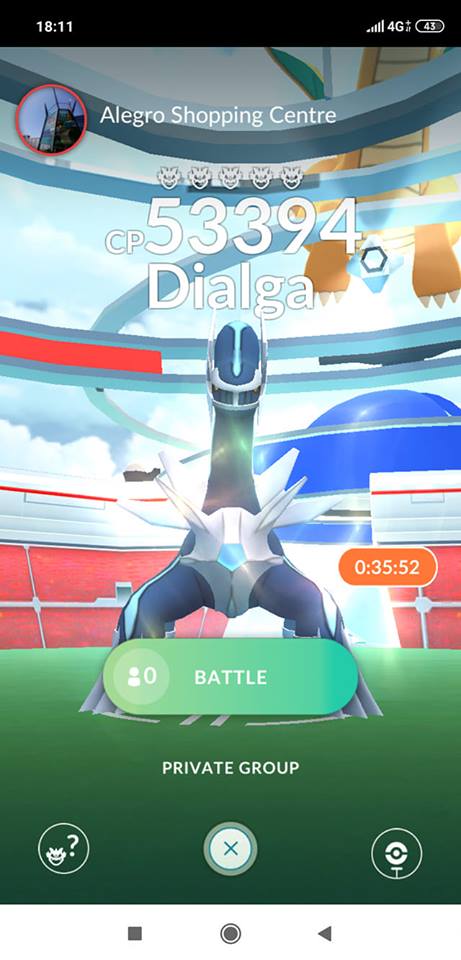 18:11
4G+ 43
Alegro Shopping Centre
CP53394
Dialga
0:35:52
0 BATTLE
PRIVATE GROUP
?